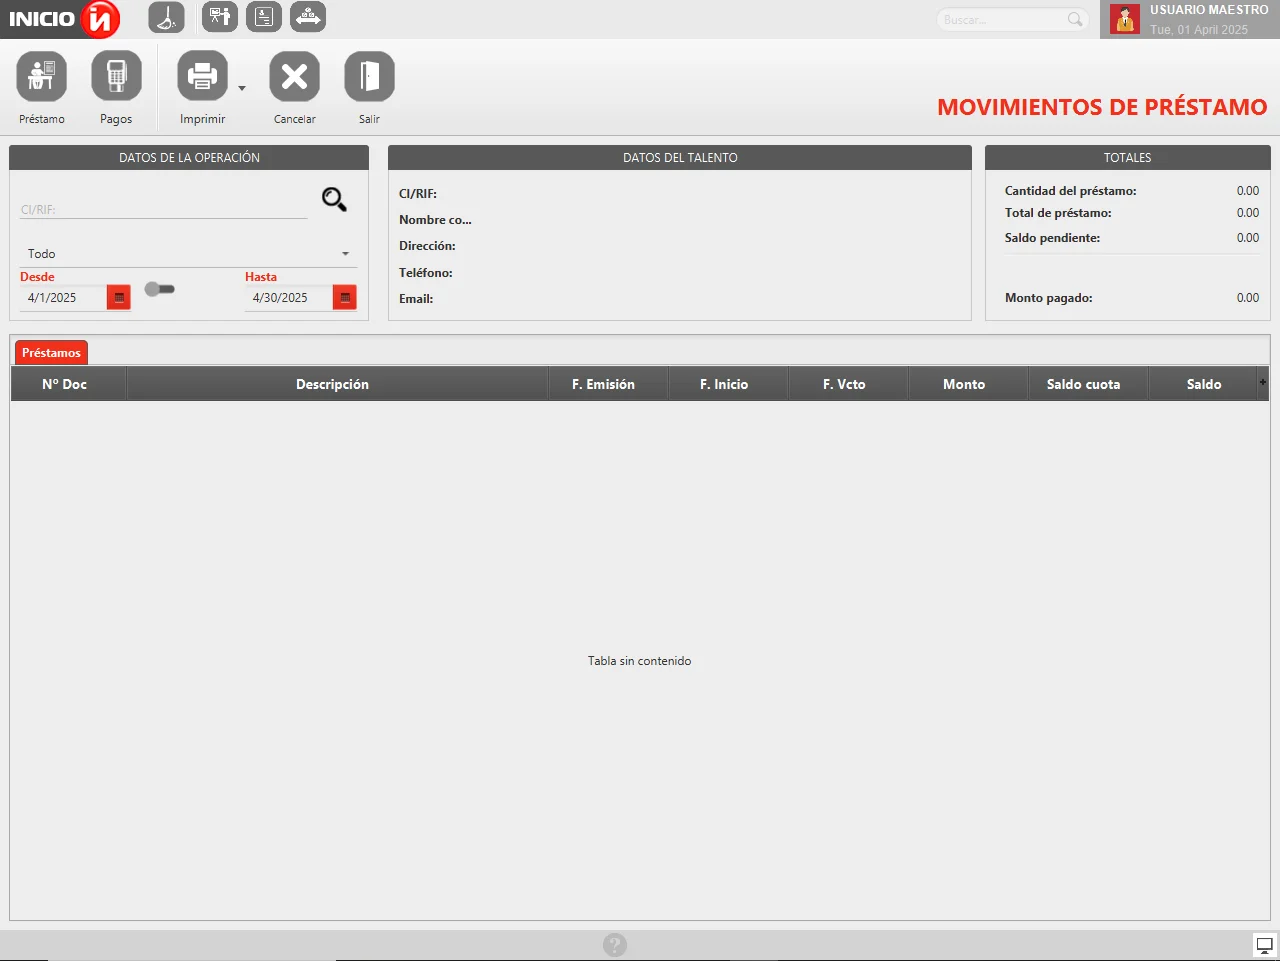 INICIO
Buscar...
USUARIO MAESTRO
Tue, 01 April 2025
Préstamo
Pagos
Imprimir
Cancelar
Salir
MOVIMIENTOS DE PRÉSTAMO
DATOS DE LA OPERACIÓN
CI/RIF:
Todo
Desde
Hasta
4/1/2025
4/30/2025
DATOS DEL TALENTO
CI/RIF:
Nombre co...
Dirección:
Teléfono:
Email:
TOTALES
Cantidad del préstamo: 0.00
Total de préstamo: 0.00
Saldo pendiente: 0.00
Monto pagado: 0.00
Préstamos
Nº Doc Descripción F. Emisión F. Inicio F. Vcto Monto Saldo cuota Saldo +
Tabla sin contenido
?